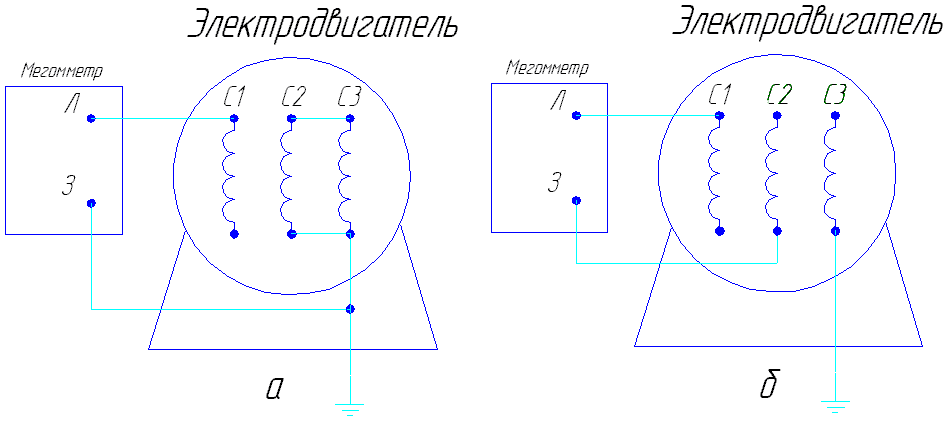 Электродвигатель
Мегомметр
Л
З
С1 С2 С3
а
Электродвигатель
Мегомметр
Л
З
С1 С2 С3
б